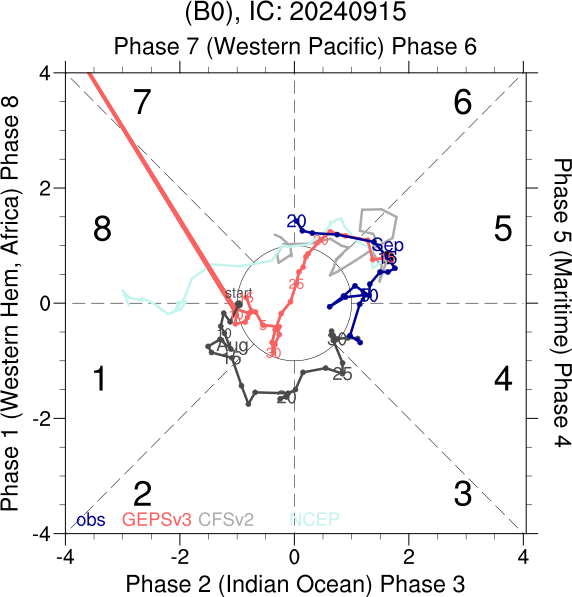 (B0), IC: 20240915
Phase 7 (Western Pacific) Phase 6
4
7
6
2
20
Sep
8
5
start
25
0
1
Aug
15
25
4
20
30
-2
2
3
obs GEPSv3 CFSv2 NCEP
-4
-4 -2 0 2 4
Phase 2 (Indian Ocean) Phase 3
Phase 1 (Western Hem, Africa) Phase 8
Phase 5 (Maritime) Phase 4